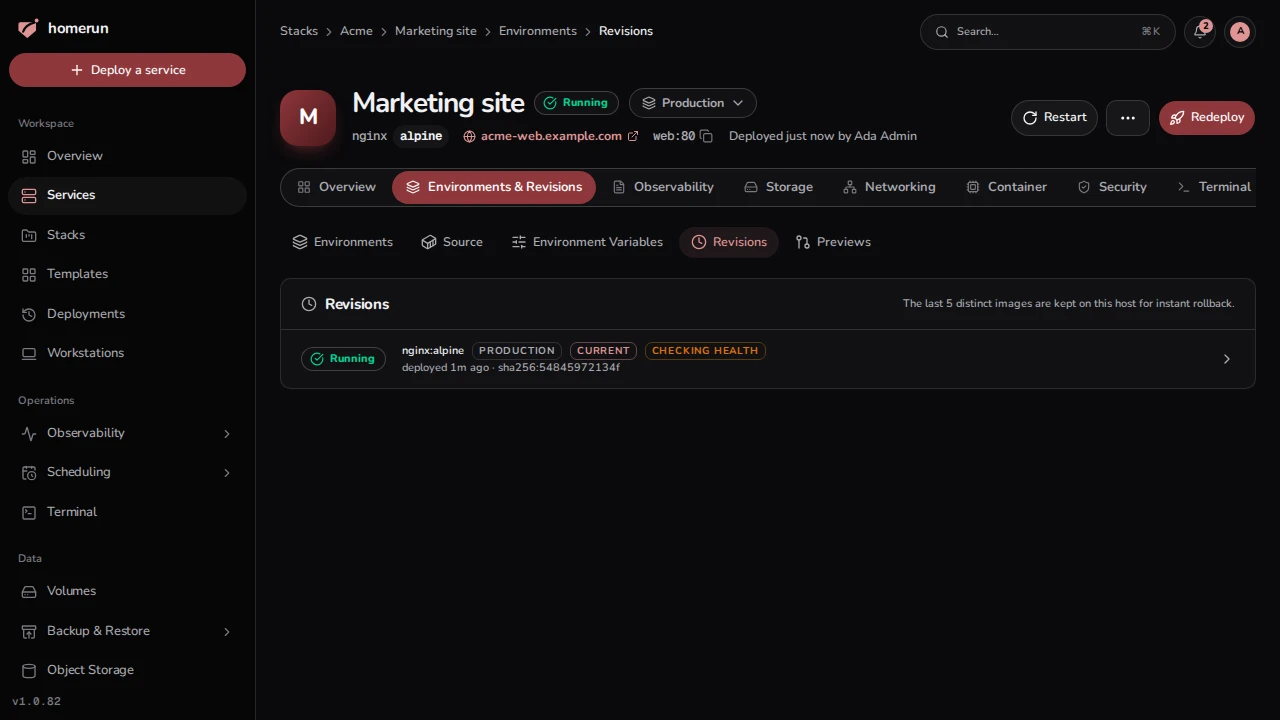 homerun
Deploy a service
Workspace
Overview
Services
Stacks
Templates
Deployments
Workstations
Operations
Observability
Scheduling
Terminal
Data
Volumes
Backup & Restore
Object Storage
v1.0.82
Stacks > Acme > Marketing site > Environments > Revisions
Search... ⌘K
2
A
M
Marketing site Running Production
nginx alpine acme-web.example.com web:80 Deployed just now by Ada Admin
Restart ... Redeploy
Overview Environments & Revisions Observability Storage Networking Container Security Terminal
Environments Source Environment Variables Revisions Previews
Revisions The last 5 distinct images are kept on this host for instant rollback.
Running nginx:alpine PRODUCTION CURRENT CHECKING HEALTH
deployed 1m ago · sha256:54845972134f